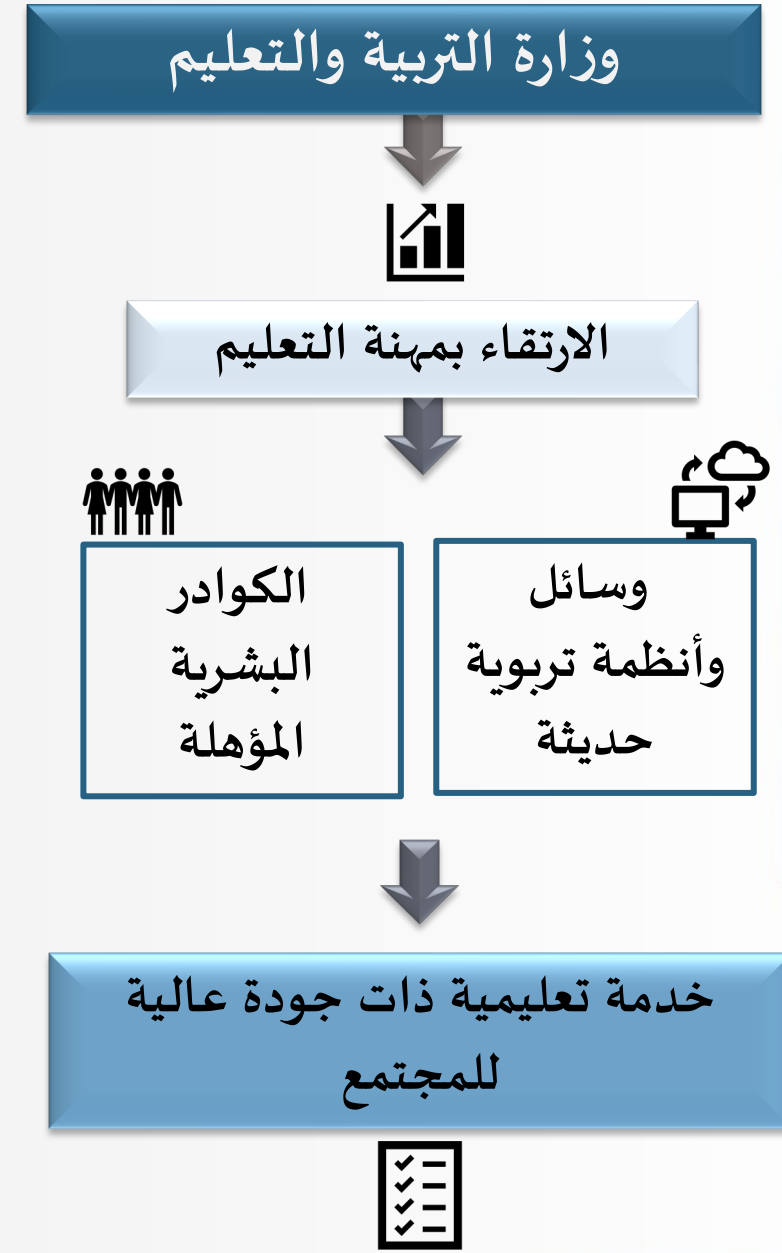 وزارة التربية والتعليم
الارتقاء بمهنة التعليم
وسائل
وأنظمة تربوية
حديثة
الكوادر
البشرية
المؤهلة
خدمة تعليمية ذات جودة عالية
للمجتمع